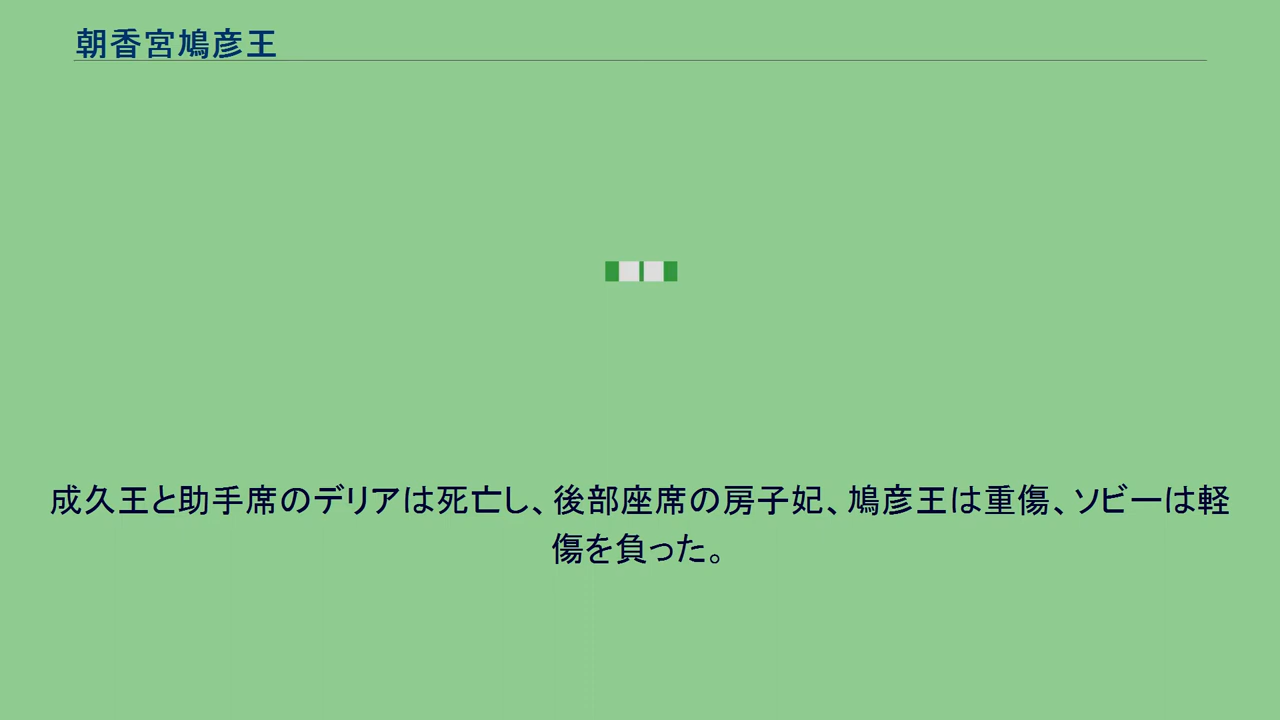 朝香宮鳩彦王
成久王と助手席のデリアは死亡し、後部座席の房子妃、鳩彦王は重傷、ソビーは軽
傷を負った。